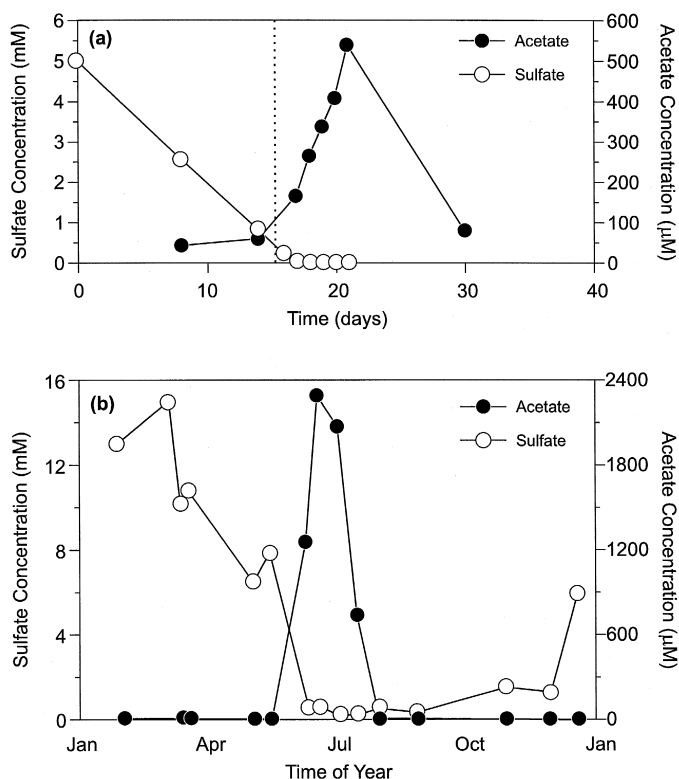 (a)
Sulfate Concentration (mM)
6
5
4
3
2
1
0
Acetate
Sulfate
600
500
400
300
200
100
0
Acetate Concentration (μM)
0 10 20 30 40
Time (days)
(b)
Sulfate Concentration (mM)
16
12
8
4
0
Acetate
Sulfate
2400
1800
1200
600
0
Acetate Concentration (μM)
Jan Apr Jul Oct Jan
Time of Year